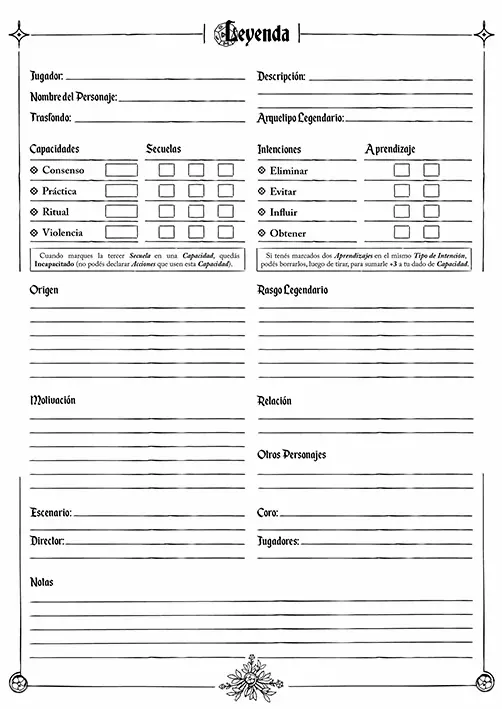 Leyenda
Jugador:
Nombre del Personaje:
Trasfondo:
Descripción:
Arquetipo Legendario:
Capacidades Secuelas
Consenso
Práctica
Ritual
Violencia
Cuando marques la tercer Secuela en una Capacidad, quedás
Incapacitado (no podés declarar Acciones que usen esta Capacidad).
Intenciones Aprendizaje
Eliminar
Evitar
Influir
Obtener
Si tenés marcados dos Aprendizajes en el mismo Tipo de Intención,
podés borrarlos, luego de tirar, para sumarle +3 a tu dado de Capacidad.
Origen
Rasgo Legendario
Motivación
Relación
Otros Personajes
Escenario:
Director:
Coro:
Jugadores:
Notas